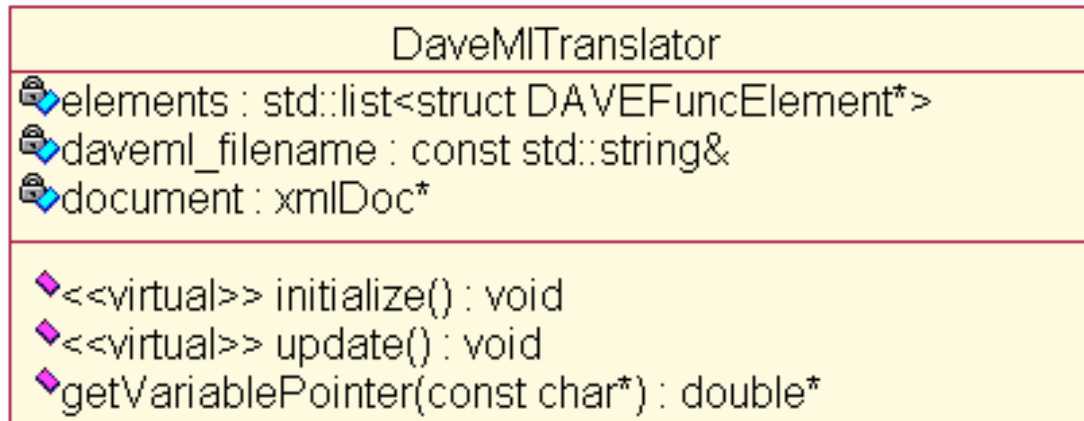 DaveMlTranslator
elements : std::list<struct DAVEFuncElement*>
daveml_filename : const std::string&
document : xmlDoc*
<<virtual>> initialize() : void
<<virtual>> update() : void
getVariablePointer(const char*) : double*